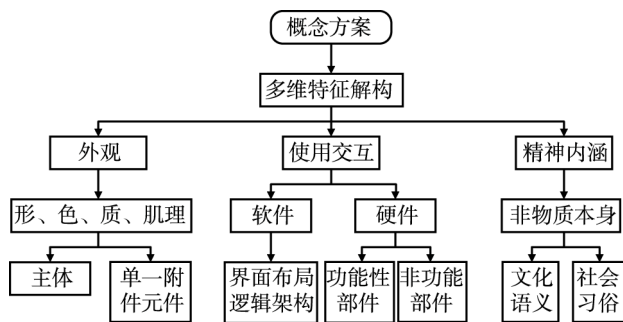 概念方案
多维特征解构
外观
使用交互
精神内涵
形、色、质、肌理
软件
硬件
非物质本身
主体
单一附
件元件
界面布局
逻辑架构
功能性
部件
非功能
部件
文化
语义
社会
习俗